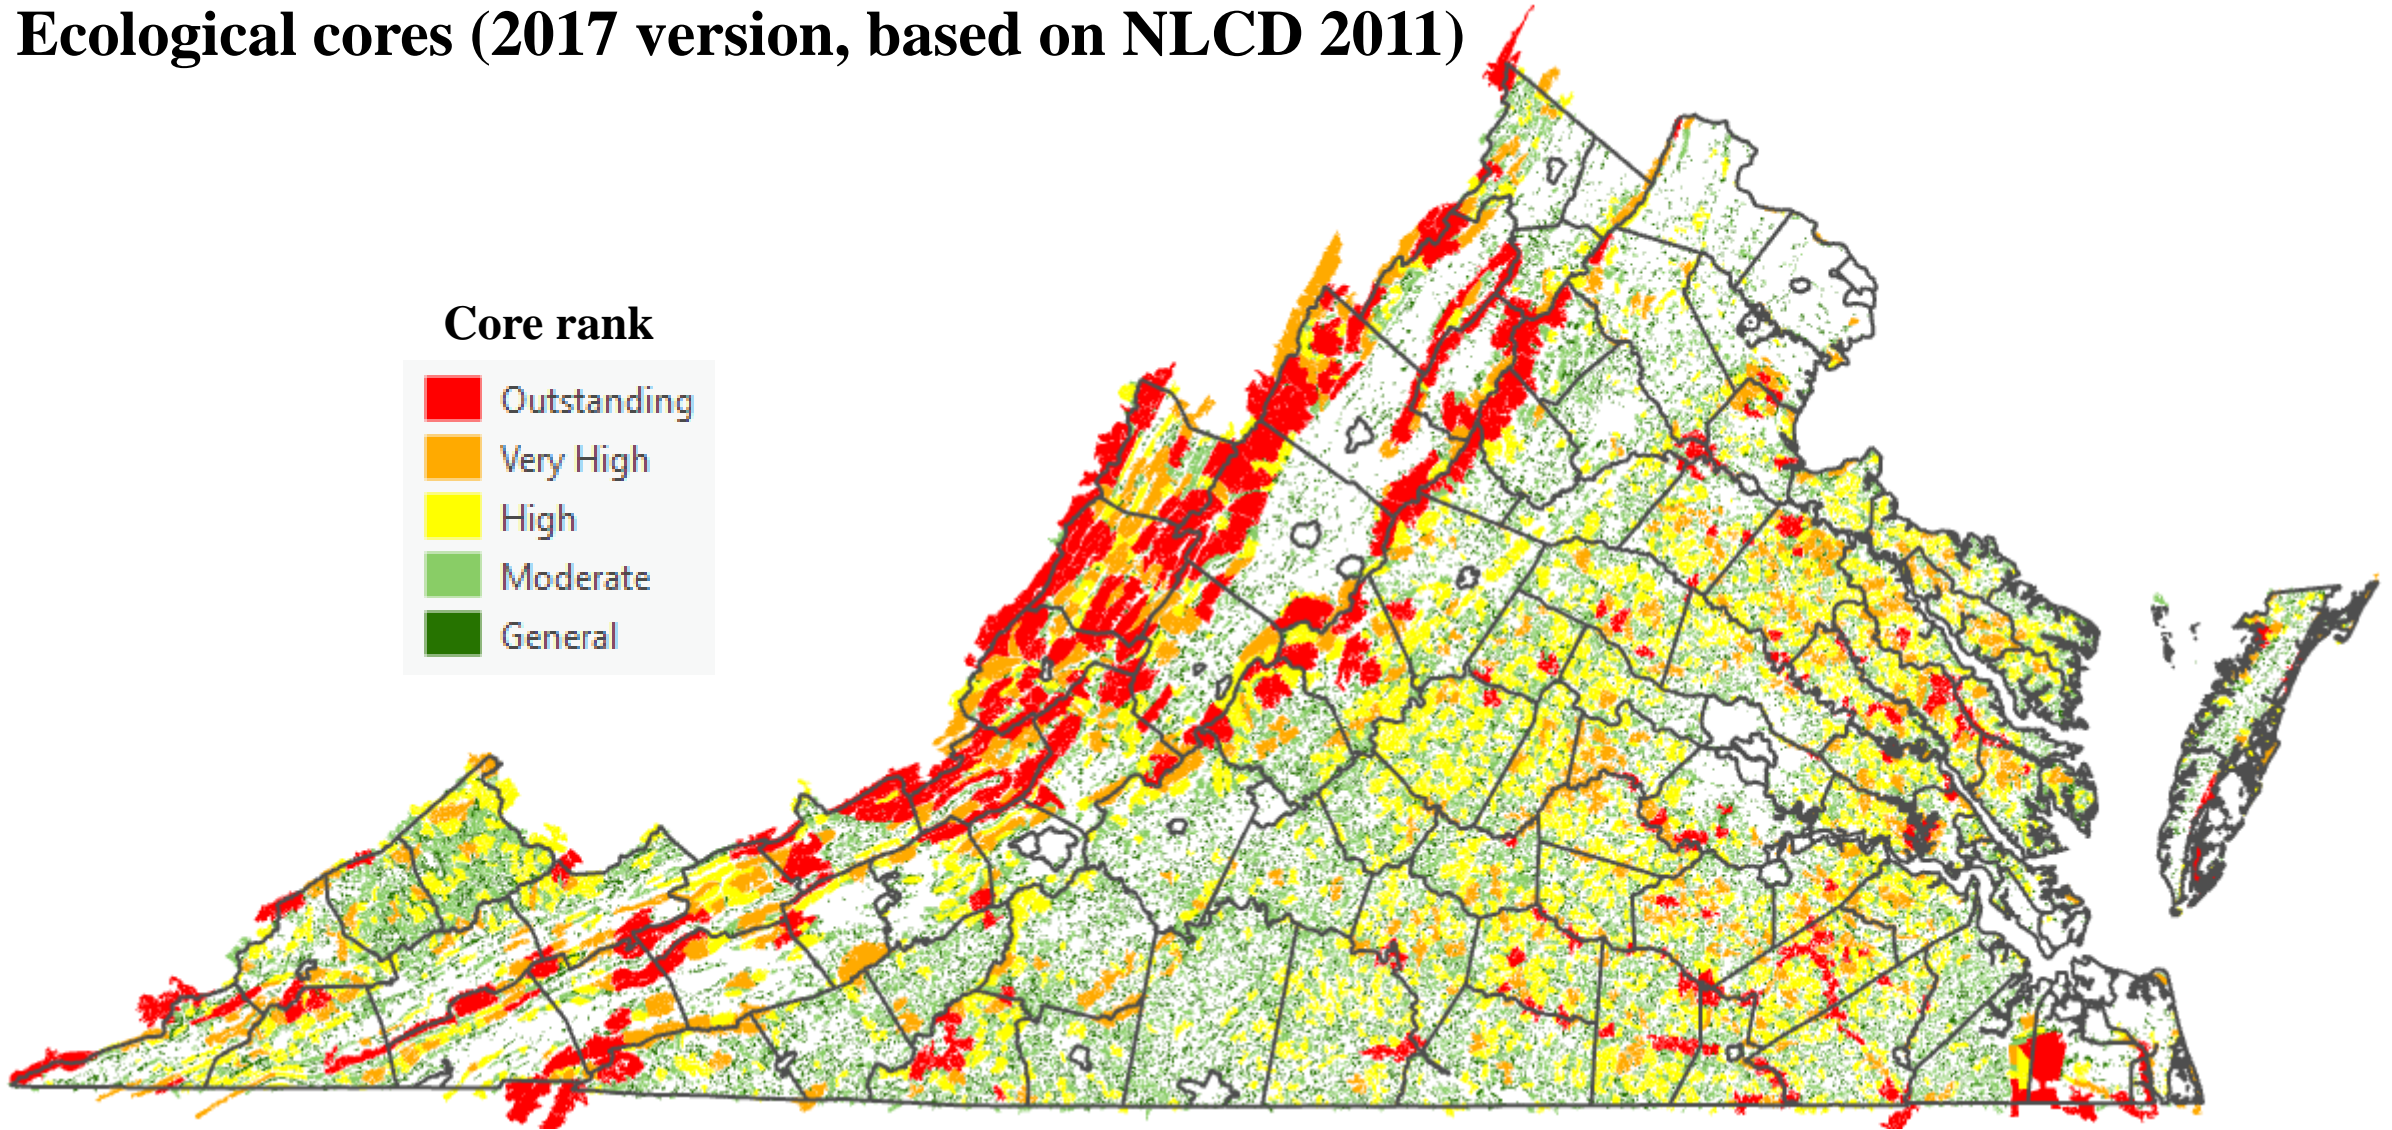 Ecological cores (2017 version, based on NLCD 2011)
Core rank
Outstanding
Very High
High
Moderate
General